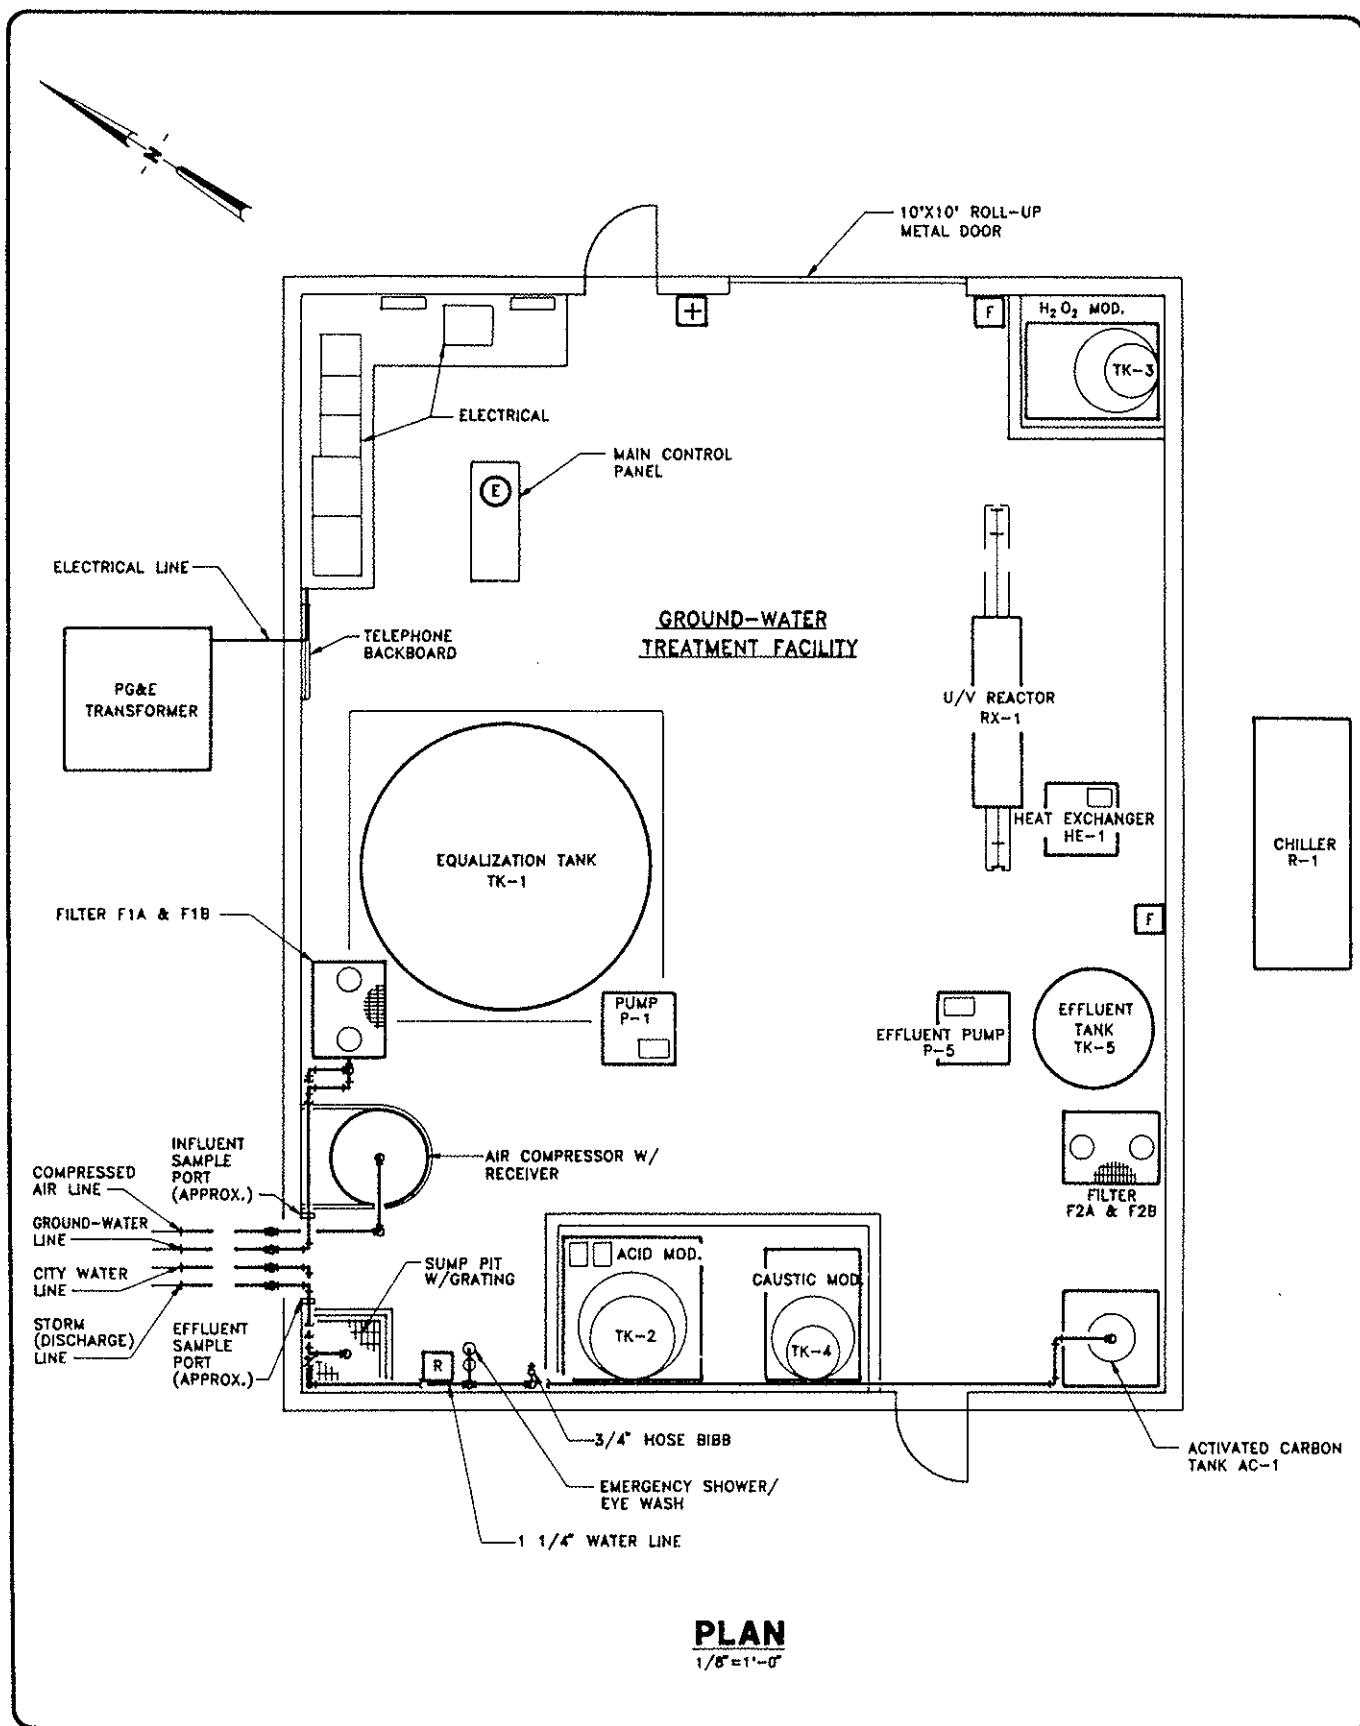 N
10'X10' ROLL-UP
METAL DOOR
H2O2 MOD.
F
TK-3
ELECTRICAL
MAIN CONTROL
PANEL
E
ELECTRICAL LINE
TELEPHONE
BACKBOARD
PG&E
TRANSFORMER
GROUND-WATER
TREATMENT FACILITY
U/V REACTOR
RX-1
HEAT EXCHANGER
HE-1
CHILLER
R-1
EQUALIZATION TANK
TK-1
FILTER F1A & F1B
F
PUMP
P-1
EFFLUENT PUMP
P-5
EFFLUENT
TANK
TK-5
INFLUENT
SAMPLE
PORT
(APPROX.)
AIR COMPRESSOR W/
RECEIVER
COMPRESSED
AIR LINE
GROUND-WATER
LINE
CITY WATER
LINE
STORM
(DISCHARGE)
LINE
EFFLUENT
SAMPLE
PORT
(APPROX.)
SUMP PIT
W/GRATING
FILTER
F2A & F2B
ACID MOD.
TK-2
CAUSTIC MOD
TK-4
R
3/4" HOSE BIBB
EMERGENCY SHOWER/
EYE WASH
1 1/4" WATER LINE
ACTIVATED CARBON
TANK AC-1
PLAN
1/8"=1'-0"